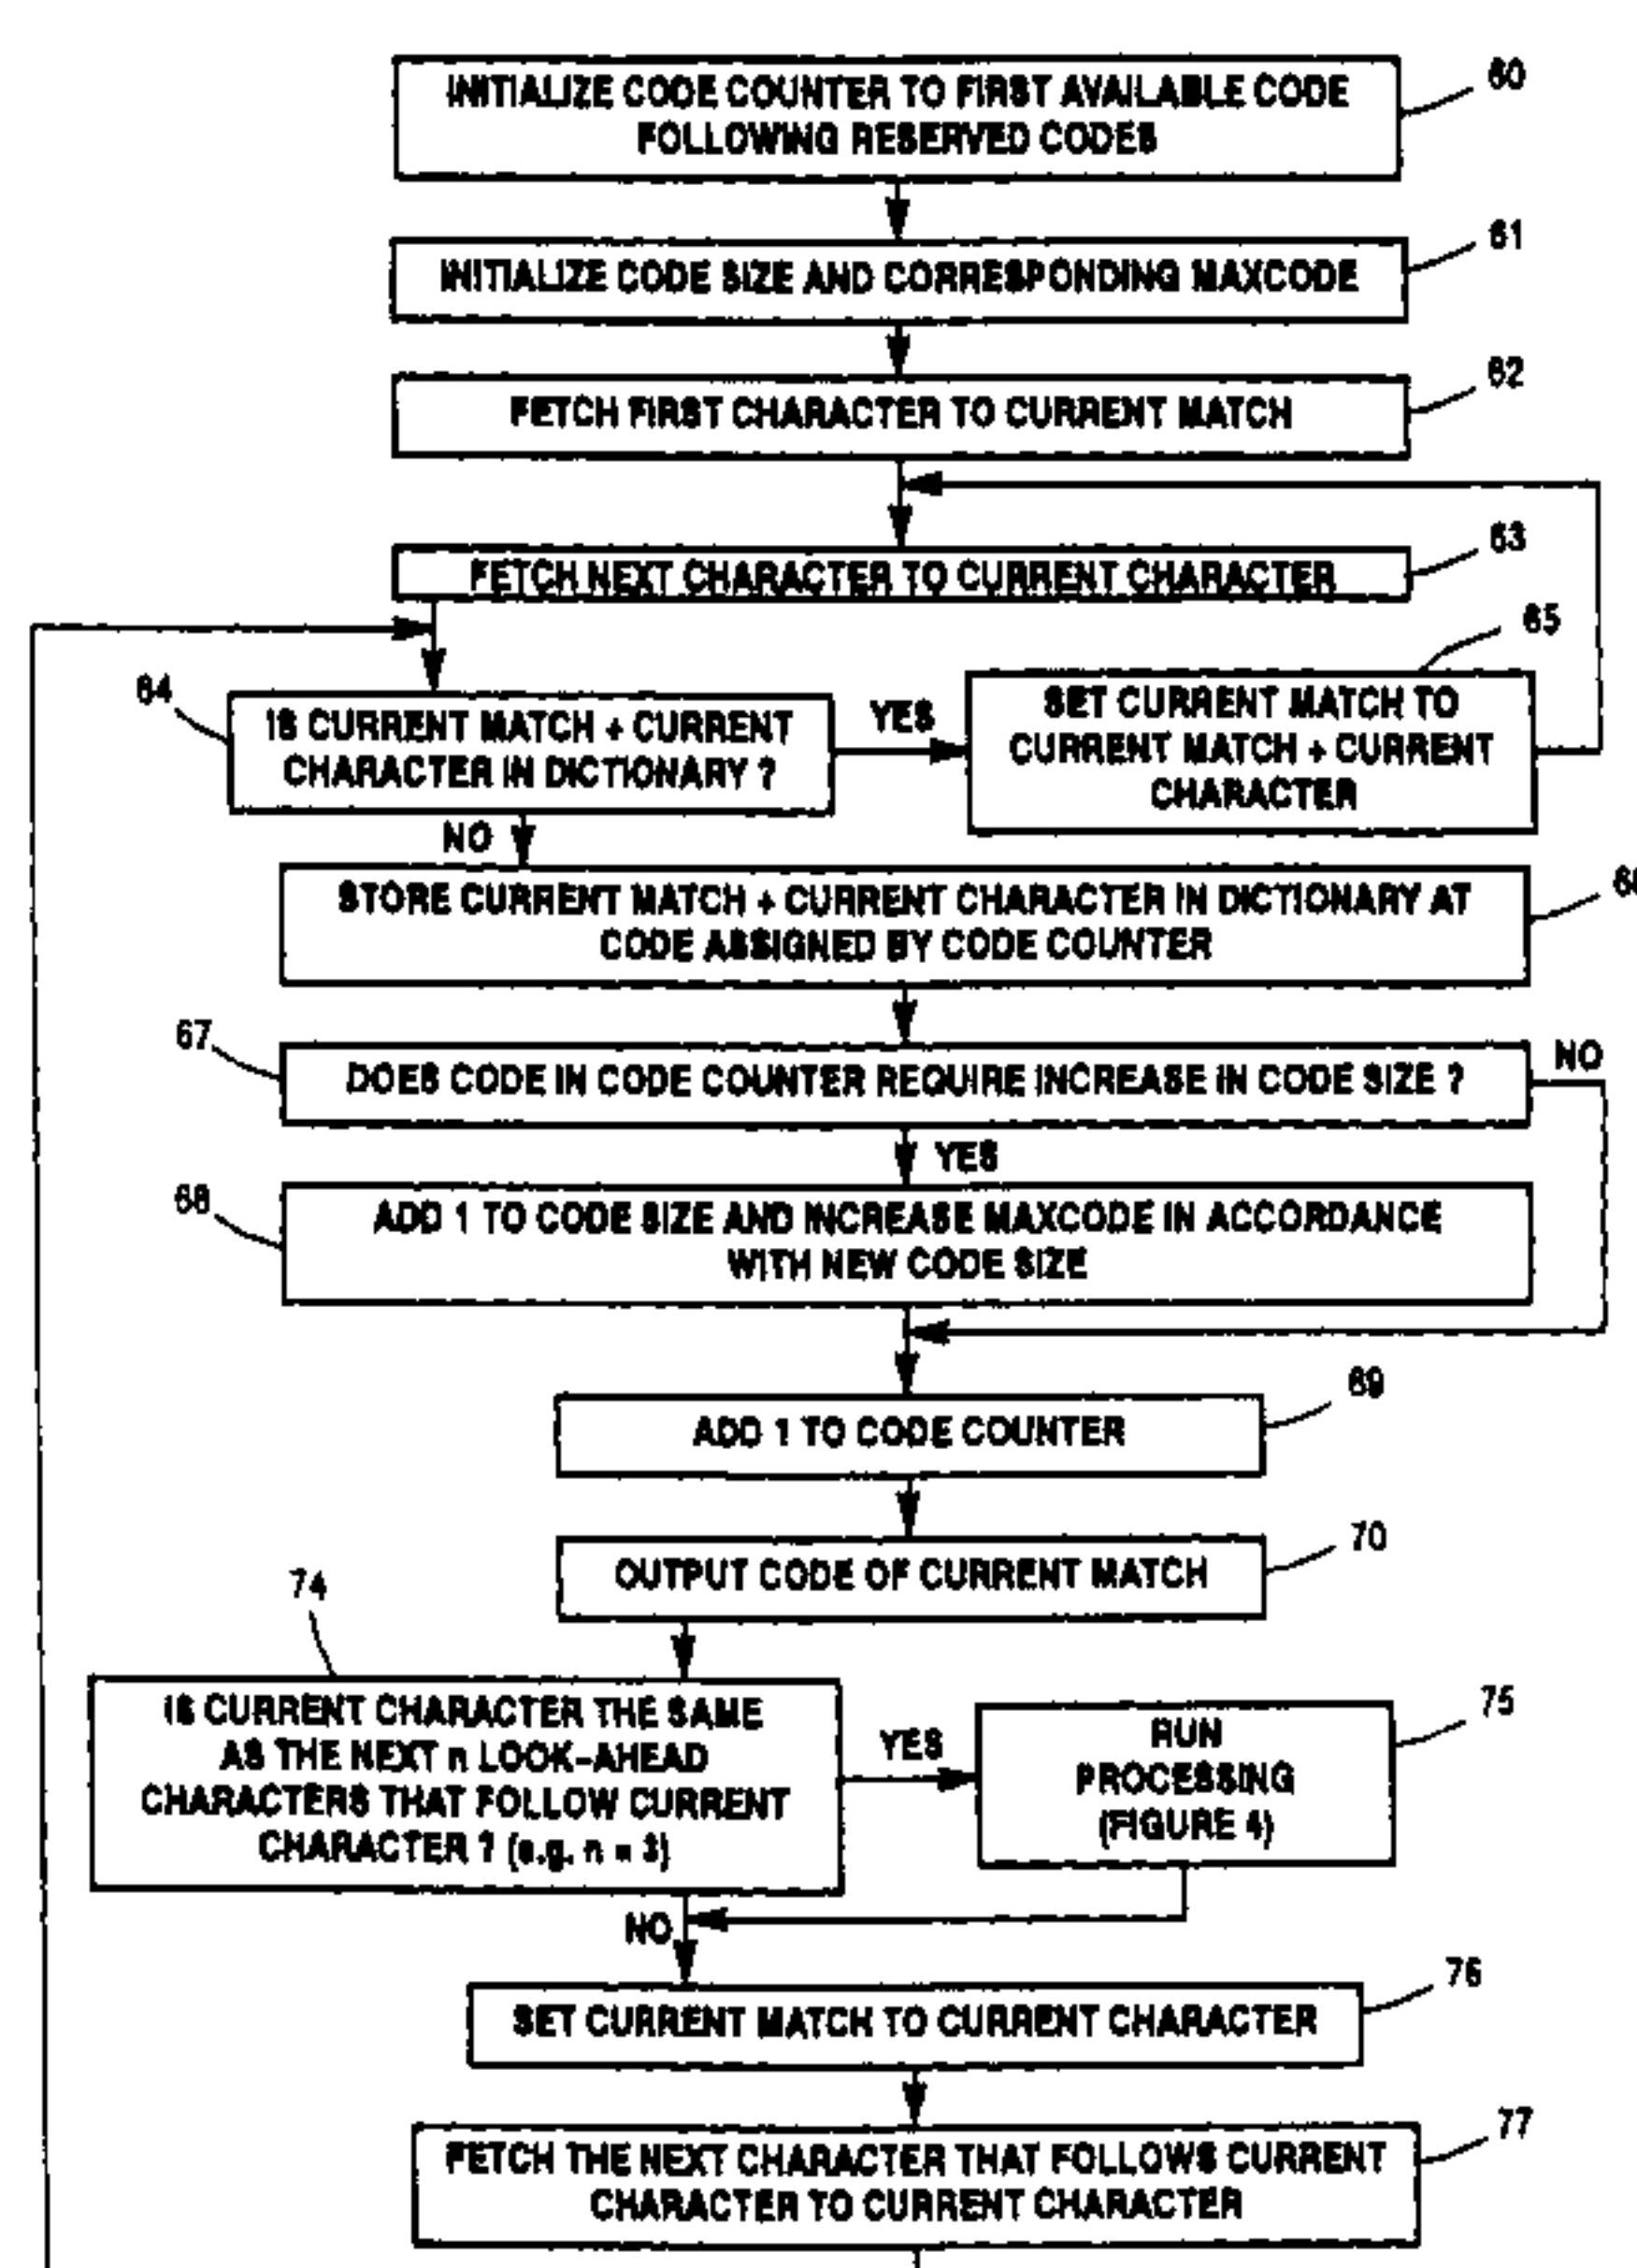 INITIALIZE CODE COUNTER TO FIRST AVAILABLE CODE
FOLLOWING RESERVED CODES
60
INITIALIZE CODE SIZE AND CORRESPONDING MAXCODE
61
FETCH FIRST CHARACTER TO CURRENT MATCH
62
FETCH NEXT CHARACTER TO CURRENT CHARACTER
63
64
IS CURRENT MATCH + CURRENT
CHARACTER IN DICTIONARY ?
YES
65
SET CURRENT MATCH TO
CURRENT MATCH + CURRENT
CHARACTER
NO
STORE CURRENT MATCH + CURRENT CHARACTER IN DICTIONARY AT
CODE ASSIGNED BY CODE COUNTER
67
DOES CODE IN CODE COUNTER REQUIRE INCREASE IN CODE SIZE ?
NO
YES
68
ADD 1 TO CODE SIZE AND INCREASE MAXCODE IN ACCORDANCE
WITH NEW CODE SIZE
ADD 1 TO CODE COUNTER
69
OUTPUT CODE OF CURRENT MATCH
70
74
IS CURRENT CHARACTER THE SAME
AS THE NEXT n LOOK-AHEAD
CHARACTERS THAT FOLLOW CURRENT
CHARACTER ? (e.g. n = 3)
YES
75
RUN
PROCESSING
(FIGURE 4)
NO
SET CURRENT MATCH TO CURRENT CHARACTER
76
FETCH THE NEXT CHARACTER THAT FOLLOWS CURRENT
CHARACTER TO CURRENT CHARACTER
77